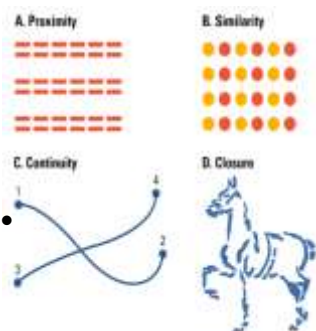 A. Proximity
B. Similarity
C. Continuity
D. Closure
1
4
2
3